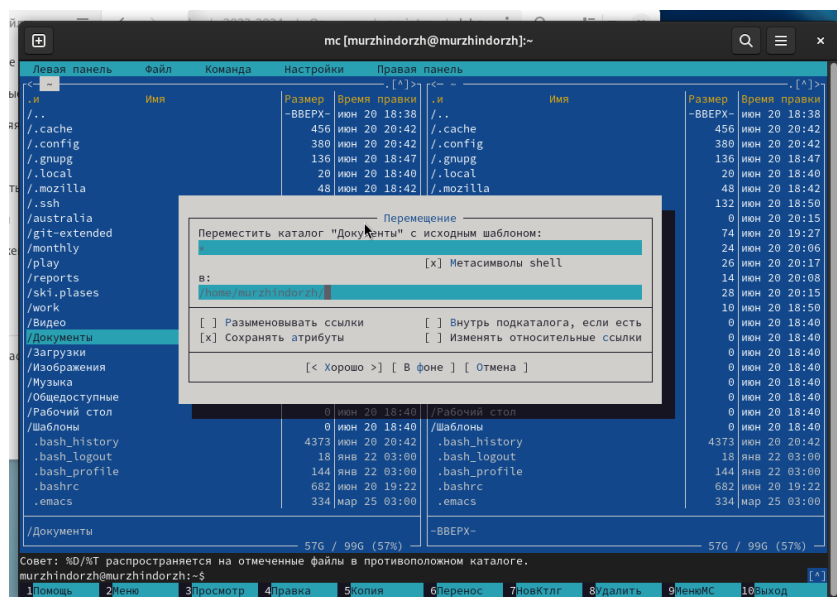 mc [murzhindorzh@murzhindorzh]:~
Левая панель Файл Команда Настройки Правая панель
<- ~ .[^]> <- ~ .[^]>
.и Имя Размер Время правки .и Имя Размер Время правки
/.. -ВВЕРХ- июн 20 18:38 /.. -ВВЕРХ- июн 20 18:38
/.cache 456 июн 20 20:42 /.cache 456 июн 20 20:42
/.config 380 июн 20 20:42 /.config 380 июн 20 20:42
/.gnupg 136 июн 20 18:47 /.gnupg 136 июн 20 18:47
/.local 20 июн 20 18:40 /.local 20 июн 20 18:40
/.mozilla 48 июн 20 18:42 /.mozilla 48 июн 20 18:42
/.ssh 132 июн 20 18:50
/australia 0 июн 20 20:15
/git-extended 74 июн 20 19:27
/monthly 24 июн 20 20:06
/play 26 июн 20 20:17
/reports 14 июн 20 20:08
/ski.plases 28 июн 20 20:15
/work 10 июн 20 18:50
/Видео 0 июн 20 18:40
/Документы 0 июн 20 18:40
/Загрузки 0 июн 20 18:40
/Изображения 0 июн 20 18:40
/Музыка 0 июн 20 18:40
/Общедоступные 0 июн 20 18:40
Перемещение
Переместить каталог "Документы" с исходным шаблоном:
*
[x] Метасимволы shell
в:
/home/murzhindorzh/
[ ] Разыменовывать ссылки [ ] Внутрь подкаталога, если есть
[x] Сохранять атрибуты [ ] Изменять относительные ссылки
[< Хорошо >] [ В фоне ] [ Отмена ]
/Рабочий стол 0 июн 20 18:40 /Рабочий стол 0 июн 20 18:40
/Шаблоны 0 июн 20 18:40 /Шаблоны 0 июн 20 18:40
.bash_history 4373 июн 20 20:42 .bash_history 4373 июн 20 20:42
.bash_logout 18 янв 22 03:00 .bash_logout 18 янв 22 03:00
.bash_profile 144 янв 22 03:00 .bash_profile 144 янв 22 03:00
.bashrc 682 июн 20 19:22 .bashrc 682 июн 20 19:22
.emacs 334 мар 25 03:00 .emacs 334 мар 25 03:00
/Документы -ВВЕРХ-
57G / 99G (57%) 57G / 99G (57%)
Совет: %D/%T распространяется на отмеченные файлы в противоположном каталоге.
murzhindorzh@murzhindorzh:~$ [^]
1Помощь 2Меню 3Просмотр 4Правка 5Копия 6Перенос 7НовКтлг 8Удалить 9МенюМС 10Выход